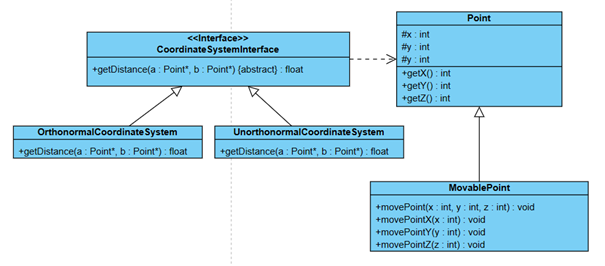 <<Interface>>
CoordinateSystemInterface
+getDistance(a : Point*, b : Point*) {abstract} : float
Point
#x : int
#y : int
#y : int
+getX() : int
+getY() : int
+getZ() : int
OrthonormalCoordinateSystem
+getDistance(a : Point*, b : Point*) : float
UnorthonormalCoordinateSystem
+getDistance(a : Point*, b : Point*) : float
MovablePoint
+movePoint(x : int, y : int, z : int) : void
+movePointX(x : int) : void
+movePointY(y : int) : void
+movePointZ(z : int) : void